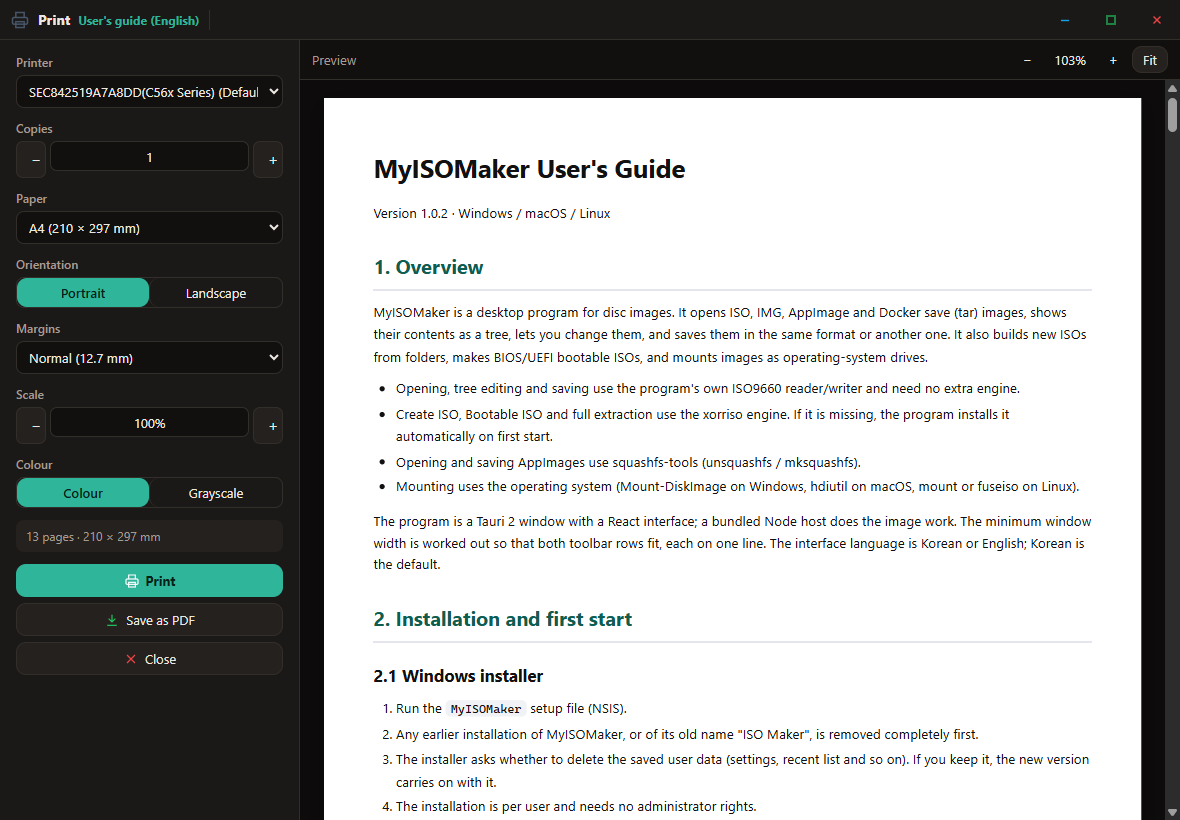 Print User's guide (English)
Printer
SEC842519A7A8DD(C56x Series) (Defaul
Copies
− 1 +
Paper
A4 (210 × 297 mm)
Orientation
Portrait Landscape
Margins
Normal (12.7 mm)
Scale
− 100% +
Colour
Colour Grayscale
13 pages · 210 × 297 mm
Print
Save as PDF
Close
Preview − 103% + Fit
MyISOMaker User's Guide
Version 1.0.2 · Windows / macOS / Linux
1. Overview
MyISOMaker is a desktop program for disc images. It opens ISO, IMG, AppImage and Docker save (tar) images, shows
their contents as a tree, lets you change them, and saves them in the same format or another one. It also builds new ISOs
from folders, makes BIOS/UEFI bootable ISOs, and mounts images as operating-system drives.
• Opening, tree editing and saving use the program's own ISO9660 reader/writer and need no extra engine.
• Create ISO, Bootable ISO and full extraction use the xorriso engine. If it is missing, the program installs it
automatically on first start.
• Opening and saving AppImages use squashfs-tools (unsquashfs / mksquashfs).
• Mounting uses the operating system (Mount-DiskImage on Windows, hdiutil on macOS, mount or fuseiso on Linux).
The program is a Tauri 2 window with a React interface; a bundled Node host does the image work. The minimum window
width is worked out so that both toolbar rows fit, each on one line. The interface language is Korean or English; Korean is
the default.
2. Installation and first start
2.1 Windows installer
1. Run the MyISOMaker setup file (NSIS).
2. Any earlier installation of MyISOMaker, or of its old name "ISO Maker", is removed completely first.
3. The installer asks whether to delete the saved user data (settings, recent list and so on). If you keep it, the new version
carries on with it.
4. The installation is per user and needs no administrator rights.